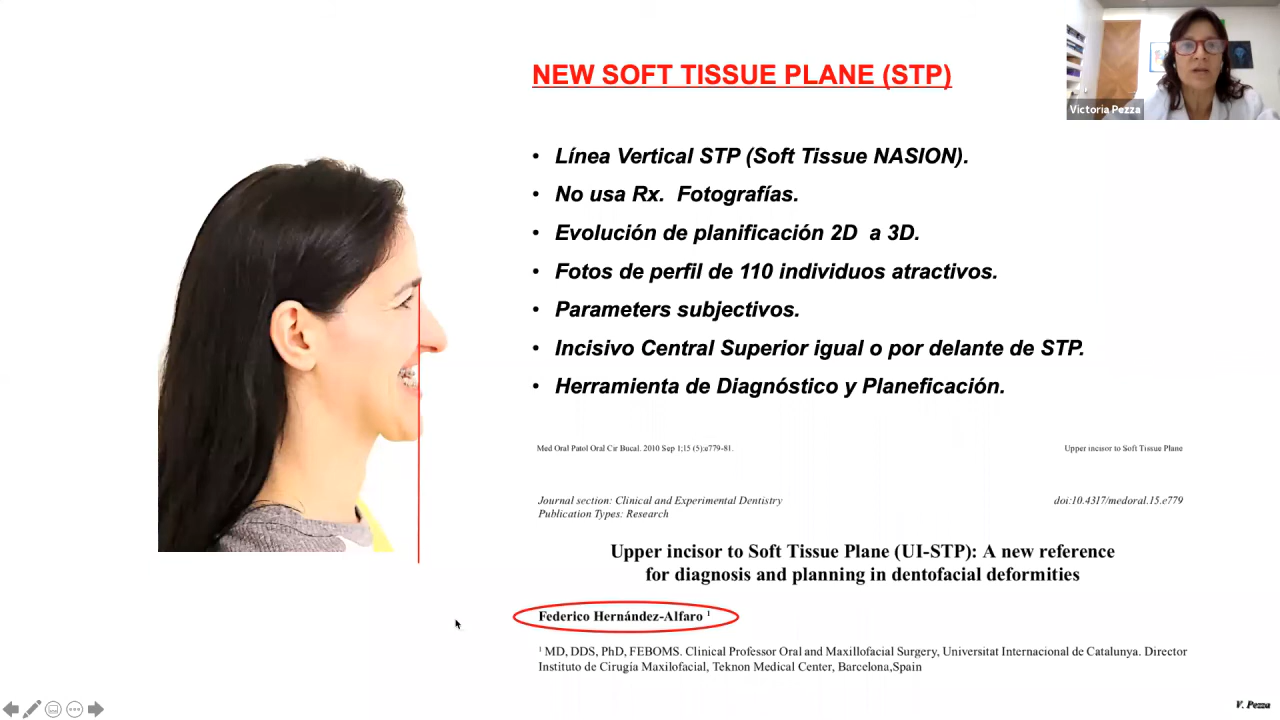 NEW SOFT TISSUE PLANE (STP)
Victoria Pezza
• Línea Vertical STP (Soft Tissue NASION).
• No usa Rx. Fotografías.
• Evolución de planificación 2D a 3D.
• Fotos de perfil de 110 individuos atractivos.
• Parameters subjectivos.
• Incisivo Central Superior igual o por delante de STP.
• Herramienta de Diagnóstico y Planeficación.
Med Oral Patol Oral Cir Bucal. 2010 Sep 1;15 (5):e779-81.
Upper incisor to Soft Tissue Plane
Journal section: Clinical and Experimental Dentistry
Publication Types: Research
doi:10.4317/medoral.15.e779
Upper incisor to Soft Tissue Plane (UI-STP): A new reference
for diagnosis and planning in dentofacial deformities
Federico Hernández-Alfaro 1
1 MD, DDS, PhD, FEBOMS. Clinical Professor Oral and Maxillofacial Surgery, Universitat Internacional de Catalunya. Director
Instituto de Cirugía Maxilofacial, Teknon Medical Center, Barcelona,Spain
V. Pezza